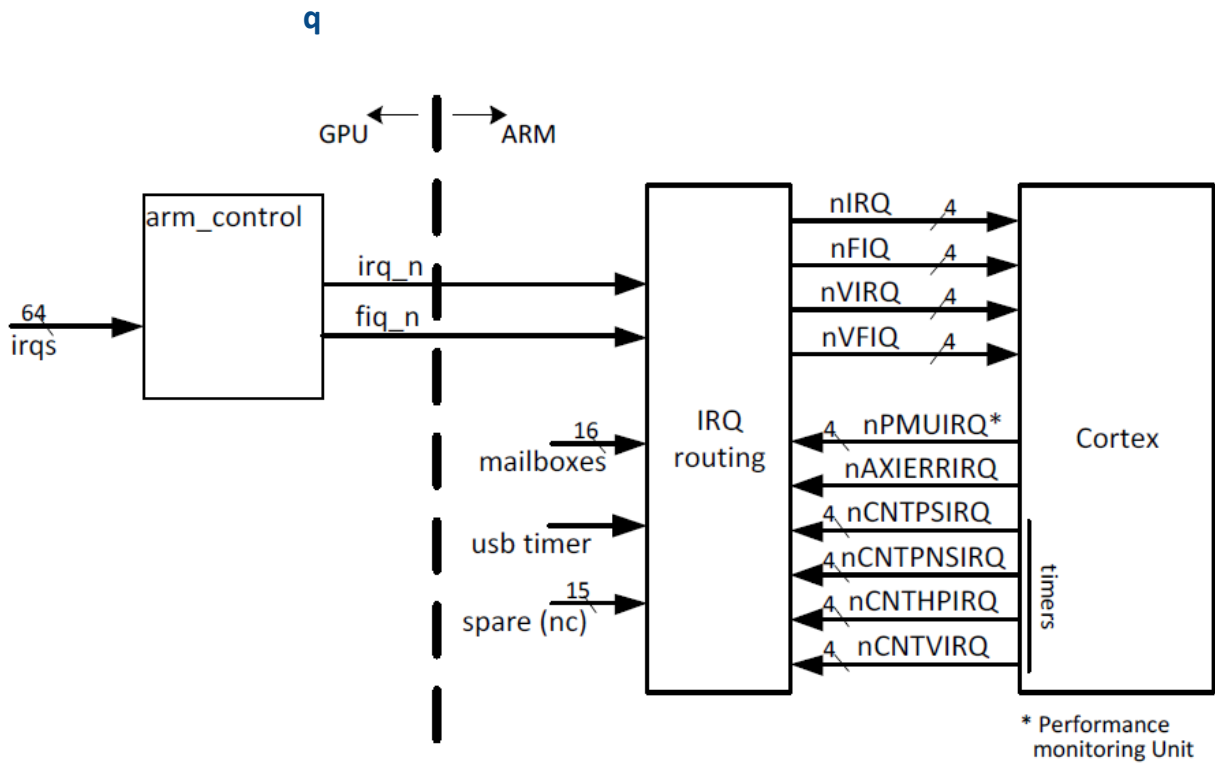 q
GPU
ARM
arm_control
irq_n
fiq_n
64
irqs
16
mailboxes
usb timer
15
spare (nc)
IRQ
routing
nIRQ
4
nFIQ
4
nVIRQ
4
nVFIQ
4
4
nPMUIRQ*
nAXIERRIRQ
4
nCNTPSIRQ
4
nCNTPNSIRQ
4
nCNTHPIRQ
4
nCNTVIRQ
timers
Cortex
* Performance
monitoring Unit